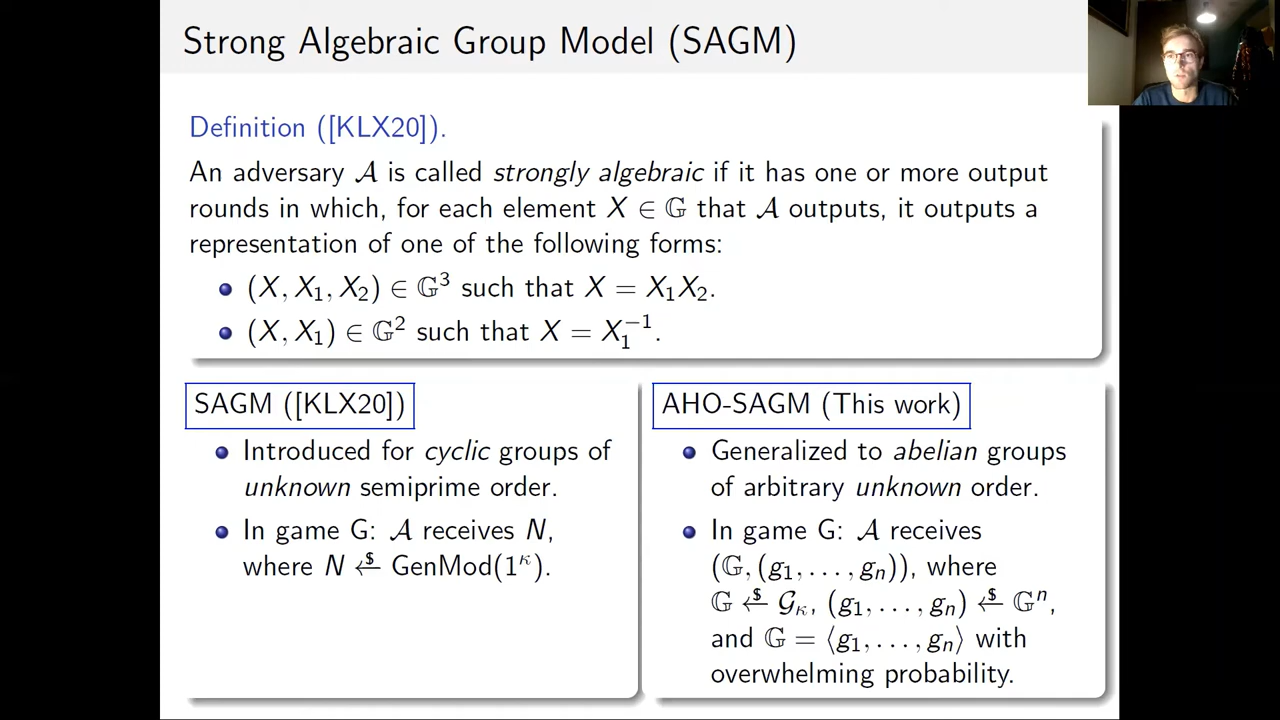 Strong Algebraic Group Model (SAGM)
Definition ([KLX20]).
An adversary 𝒜 is called strongly algebraic if it has one or more output
rounds in which, for each element X ∈ 𝔾 that 𝒜 outputs, it outputs a
representation of one of the following forms:
(X, X₁, X₂) ∈ 𝔾³ such that X = X₁X₂.
(X, X₁) ∈ 𝔾² such that X = X₁⁻¹.
SAGM ([KLX20])
Introduced for cyclic groups of
unknown semiprime order.
In game G: 𝒜 receives N,
where N ←$ GenMod(1^κ).
AHO-SAGM (This work)
Generalized to abelian groups
of arbitrary unknown order.
In game G: 𝒜 receives
(𝔾, (g₁, . . . , gₙ)), where
𝔾 ←$ 𝒢_κ, (g₁, . . . , gₙ) ←$ 𝔾ⁿ,
and 𝔾 = ⟨g₁, . . . , gₙ⟩ with
overwhelming probability.